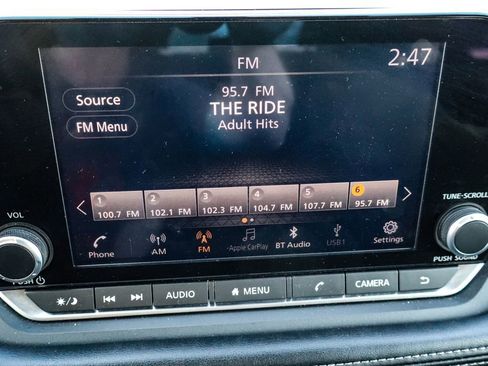 FM
2:47
Source
FM Menu
95.7 FM
THE RIDE
Adult Hits
1 2 3 4 5 6
100.7 FM 102.1 FM 102.3 FM 104.7 FM 107.7 FM 95.7 FM
Phone AM FM Apple CarPlay BT Audio USB1 Settings
VOL
PUSH
TUNE-SCROLL
PUSH SOUND
AUDIO MENU CAMERA